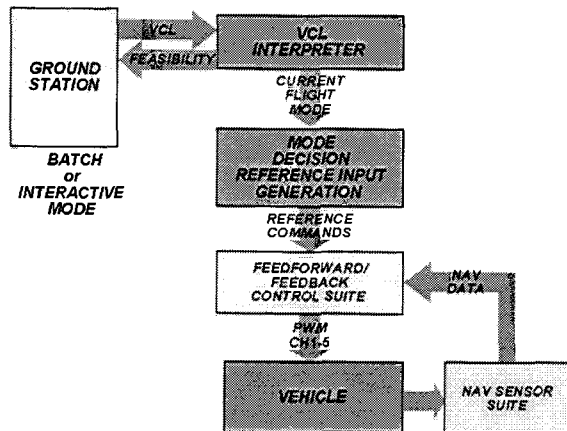 GROUND
STATION
BATCH
or
INTERACTIVE
MODE
VCL
FEASIBILITY
VCL
INTERPRETER
CURRENT
FLIGHT
MODE
MODE
DECISION
REFERENCE INPUT
GENERATION
REFERENCE
COMMANDS
FEEDFORWARD/
FEEDBACK
CONTROL SUITE
NAV
DATA
PWM
CH1-5
VEHICLE
NAV SENSOR
SUITE